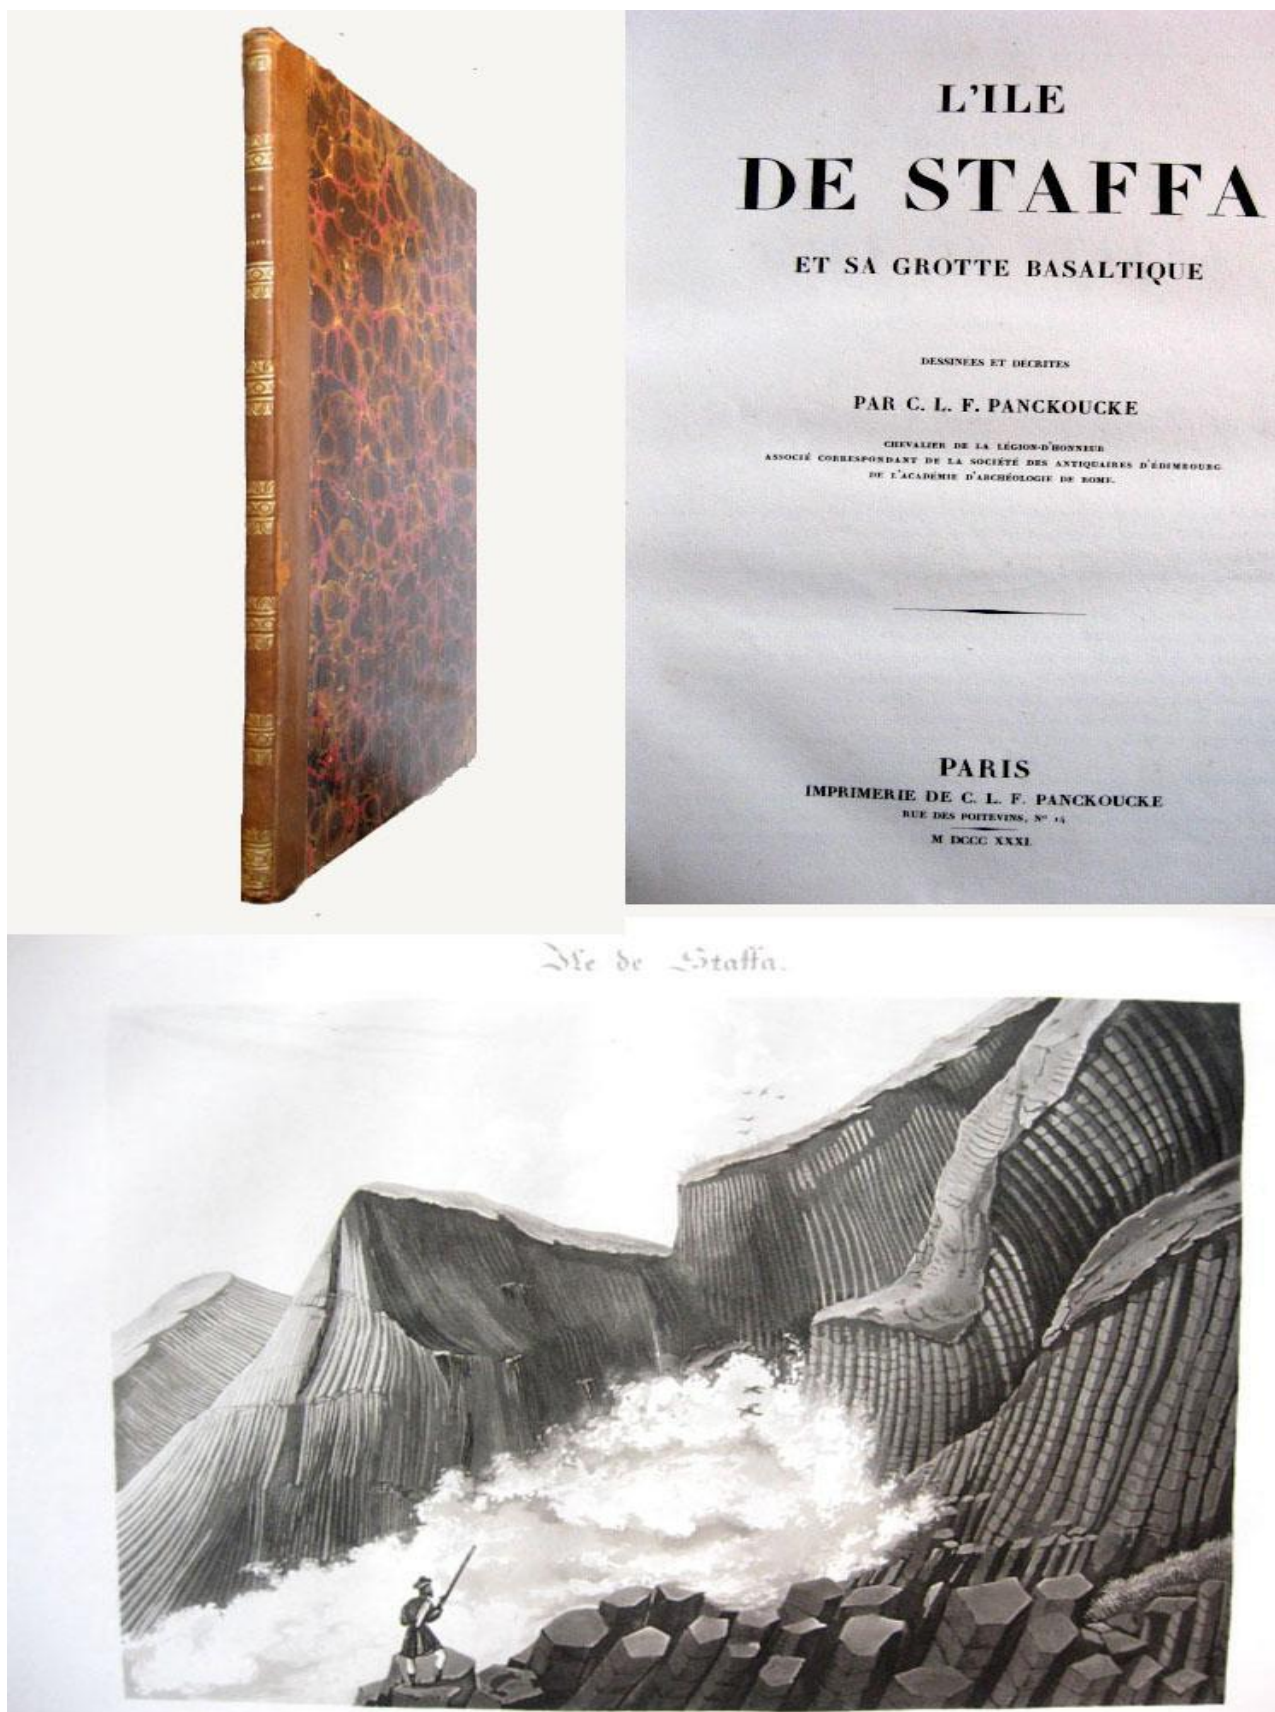 L'ILE
DE STAFFA
ET SA GROTTE BASALTIQUE
DESSINÉES ET DÉCRITES
PAR C. L. F. PANCKOUCKE
CHEVALIER DE LA LÉGION-D'HONNEUR
ASSOCIÉ CORRESPONDANT DE LA SOCIÉTÉ DES ANTIQUAIRES D'ÉDIMBOURG
DE L'ACADÉMIE D'ARCHÉOLOGIE DE ROME.
PARIS
IMPRIMERIE DE C. L. F. PANCKOUCKE
RUE DES POITEVINS, N° 14
M DCCC XXXI.
Ile de Staffa.